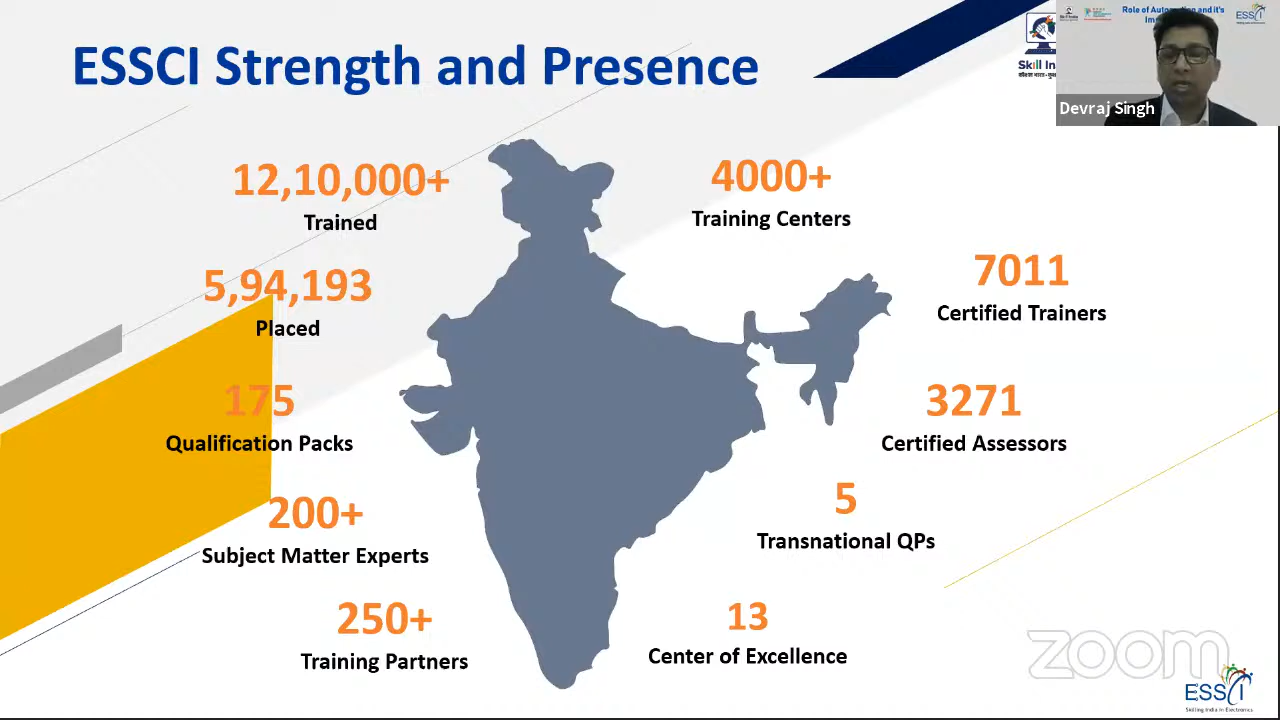 ESSCI Strength and Presence
Role of Automation and it's
ESSCI
Skill In
Devraj Singh
12,10,000+
Trained
4000+
Training Centers
5,94,193
Placed
7011
Certified Trainers
175
Qualification Packs
3271
Certified Assessors
200+
Subject Matter Experts
5
Transnational QPs
250+
Training Partners
13
Center of Excellence
zoom
ESSCI
Skilling India in Electronics